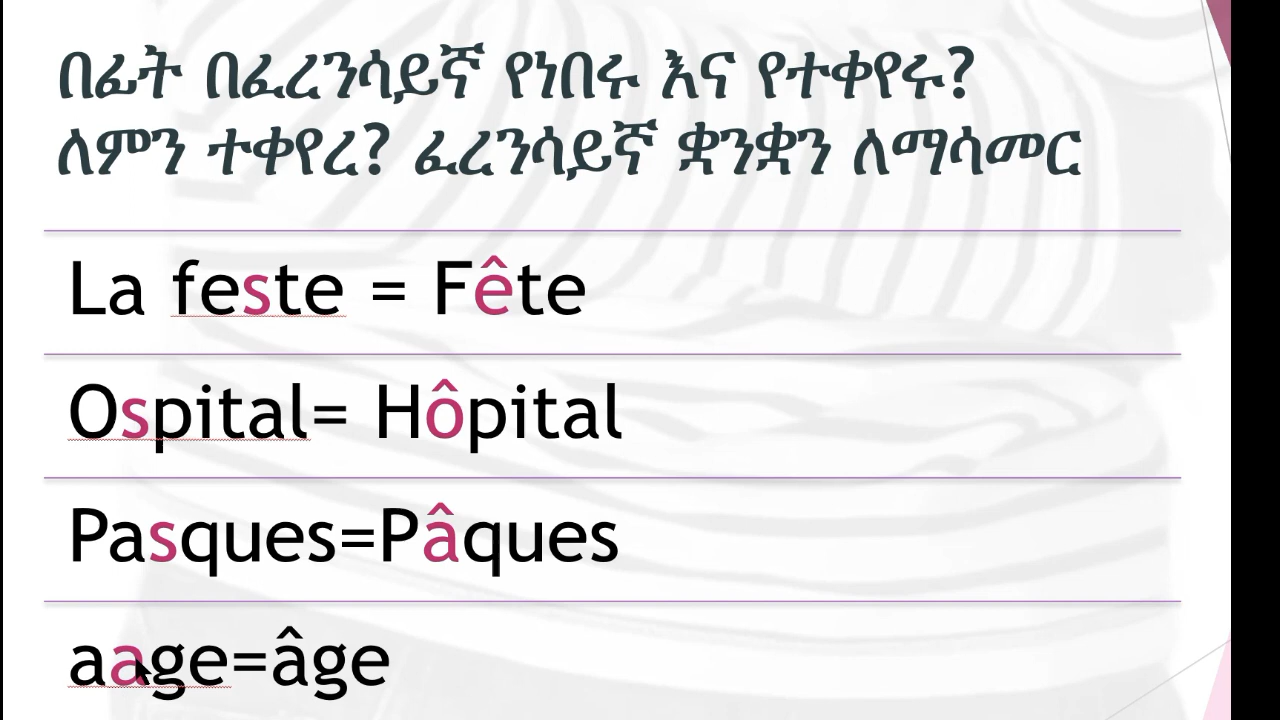 በፊት በፈረንሳይኛ የነበሩ እና የተቀየሩ?
ለምን ተቀየረ? ፈረንሳይኛ ቋንቋን ለማሳመር
La feste = Fête
Ospital= Hôpital
Pasques=Pâques
aage=âge